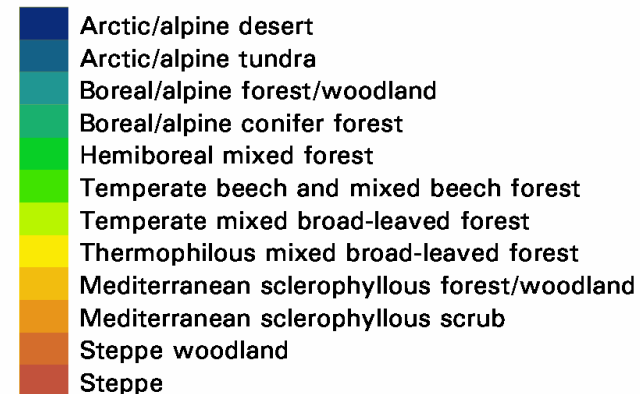 Arctic/alpine desert
Arctic/alpine tundra
Boreal/alpine forest/woodland
Boreal/alpine conifer forest
Hemiboreal mixed forest
Temperate beech and mixed beech forest
Temperate mixed broad-leaved forest
Thermophilous mixed broad-leaved forest
Mediterranean sclerophyllous forest/woodland
Mediterranean sclerophyllous scrub
Steppe woodland
Steppe